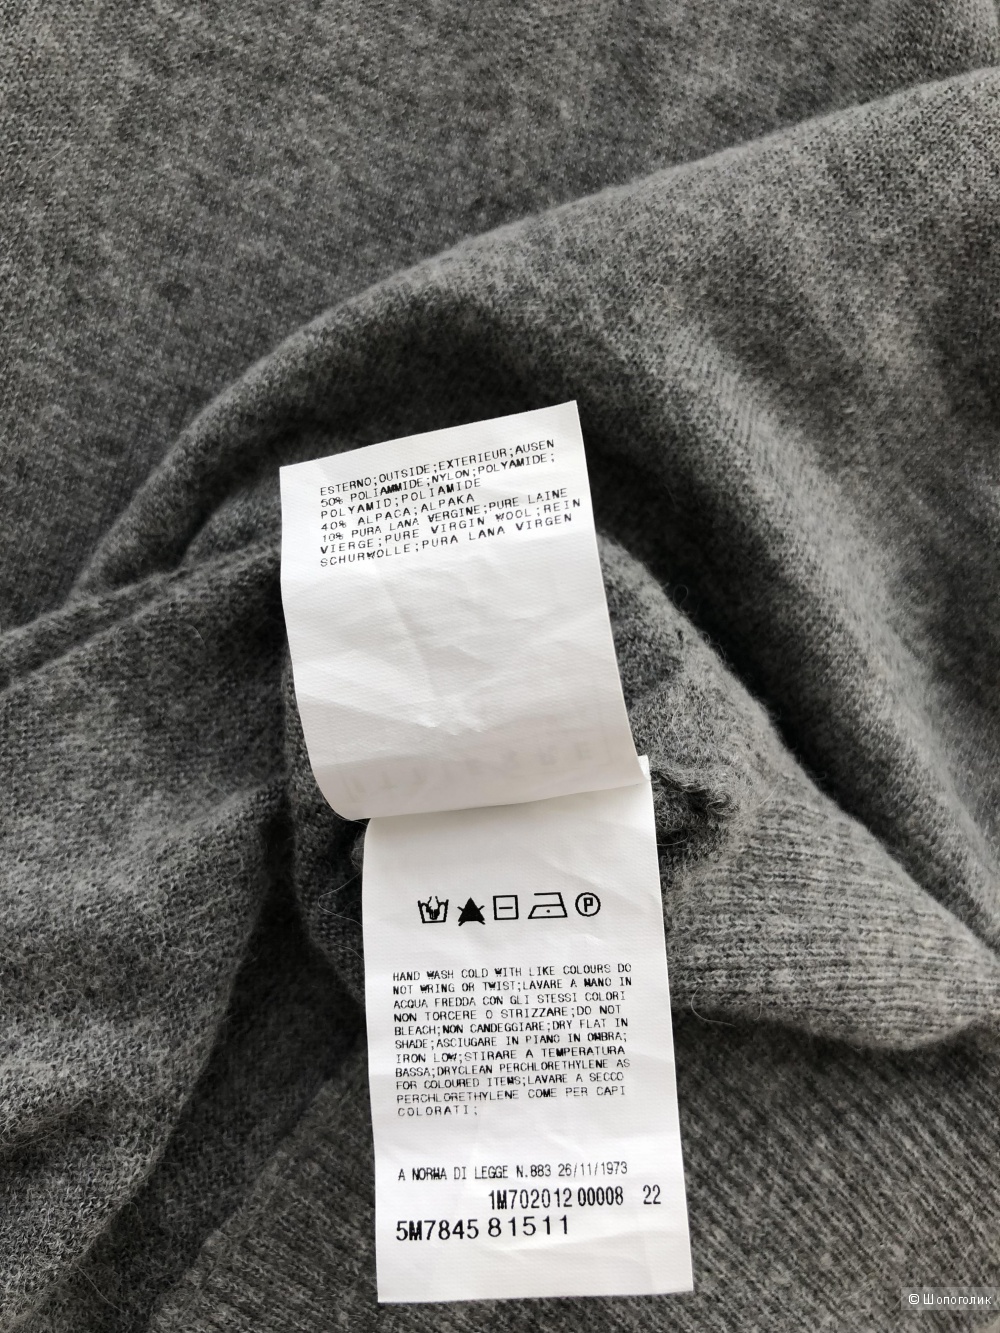 ESTERNO;OUTSIDE;EXTERIEUR;AUSEN
50% POLIAMMIDE;NYLON;POLYAMIDE;
POLYAMID;POLIAMIDE
40% ALPACA;ALPAKA
10% PURA LANA VERGINE;PURE LAINE
VIERGE;PURE VIRGIN WOOL;REIN
SCHURWOLLE;PURA LANA VIRGEN
P
HAND WASH COLD WITH LIKE COLOURS DO
NOT WRING OR TWIST;LAVARE A MANO IN
ACQUA FREDDA CON GLI STESSI COLORI
NON TORCERE O STRIZZARE;DO NOT
BLEACH;NON CANDEGGIARE;DRY FLAT IN
SHADE;ASCIUGARE IN PIANO IN OMBRA;
IRON LOW;STIRARE A TEMPERATURA
BASSA;DRYCLEAN PERCHLORETHYLENE AS
FOR COLOURED ITEMS;LAVARE A SECCO
PERCHLORETHYLENE COME PER CAPI
COLORATI;
A NORMA DI LEGGE N.883 26/11/1973
1M702012 00008 22
5M7845 81511
© Шопоголик